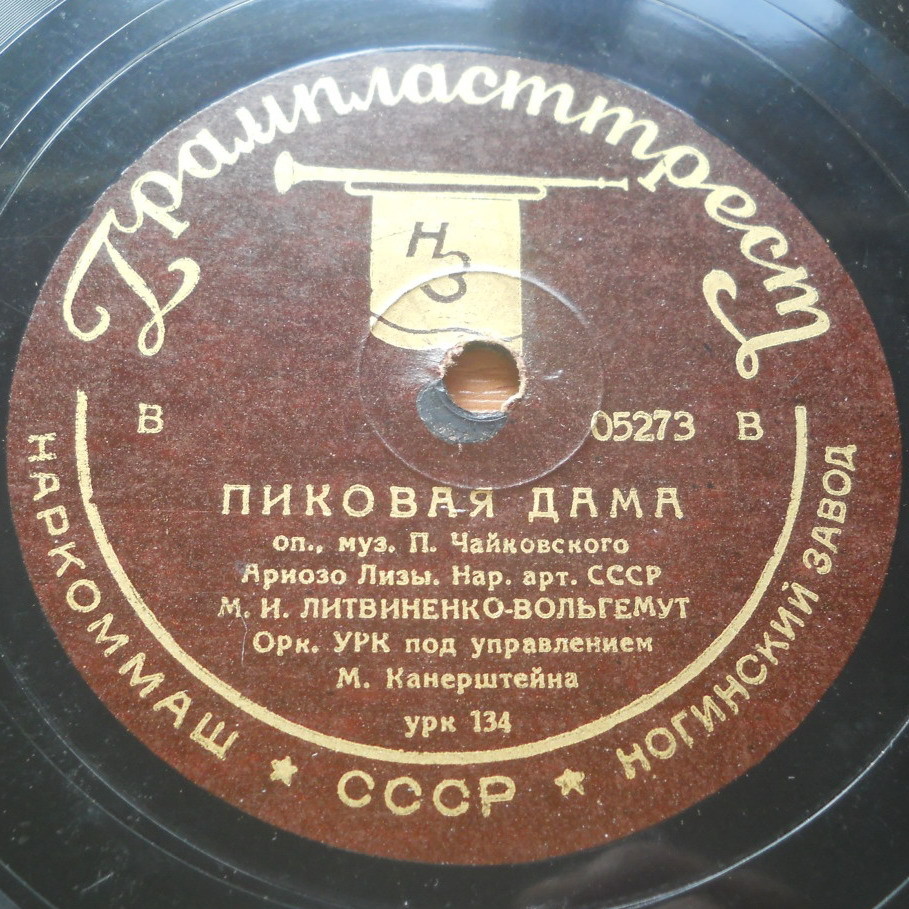 Грампласттрест
НЗ
В 05273 В
ПИКОВАЯ ДАМА
оп., муз. П. Чайковского
Ариозо Лизы. Нар. арт. СССР
М. И. ЛИТВИНЕНКО-ВОЛЬГЕМУТ
Орк. УРК под управлением
М. Канерштейна
урк 134
НАРКОММАШ ★ СССР ★ НОГИНСКИЙ ЗАВОД